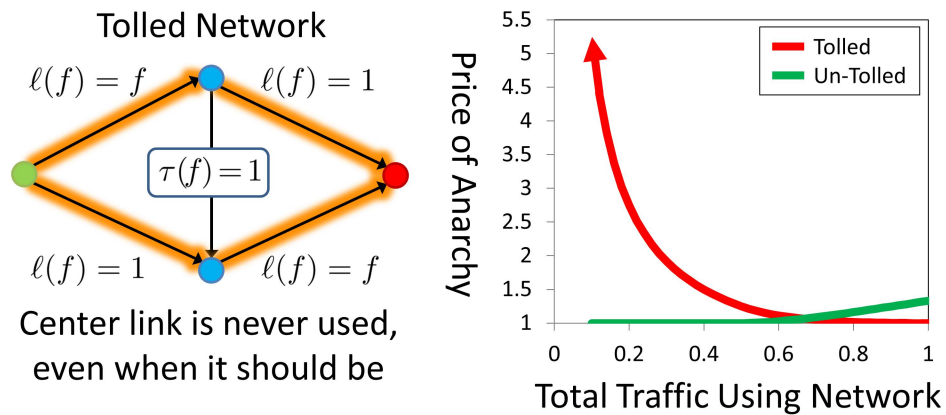 Tolled Network
ℓ(f) = f
ℓ(f) = 1
τ(f) = 1
ℓ(f) = 1
ℓ(f) = f
Center link is never used,
even when it should be
Price of Anarchy
5.5
5
4.5
4
3.5
3
2.5
2
1.5
1
Tolled
Un-Tolled
0
0.2
0.4
0.6
0.8
1
Total Traffic Using Network